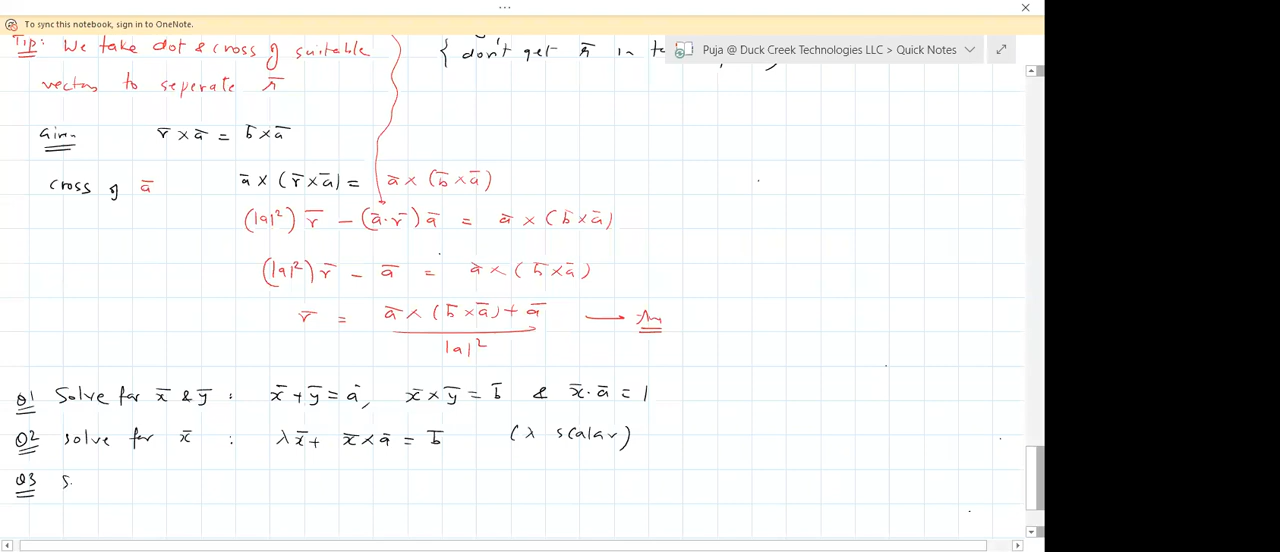 To sync this notebook, sign in to OneNote.
Tip: We take dot & cross of suitable
vectors to seperate r̄
{ don't get r̄ in
Puja @ Duck Creek Technologies LLC > Quick Notes
Given r̄ × ā = b̄ × ā
cross of ā ā × (r̄ × ā) = ā × (b̄ × ā)
(|a|²) r̄ − (ā·r̄) ā = ā × (b̄ × ā)
(|a|²) r̄ − ā = ā × (b̄ × ā)
r̄ = ā × (b̄ × ā) + ā → Ans
|a|²
Q1 Solve for x̄ & ȳ : x̄ + ȳ = ā, x̄ × ȳ = b̄ & x̄·ā = 1
Q2 solve for x̄ : λx̄ + x̄ × ā = b̄ (λ scalar)
Q3 s